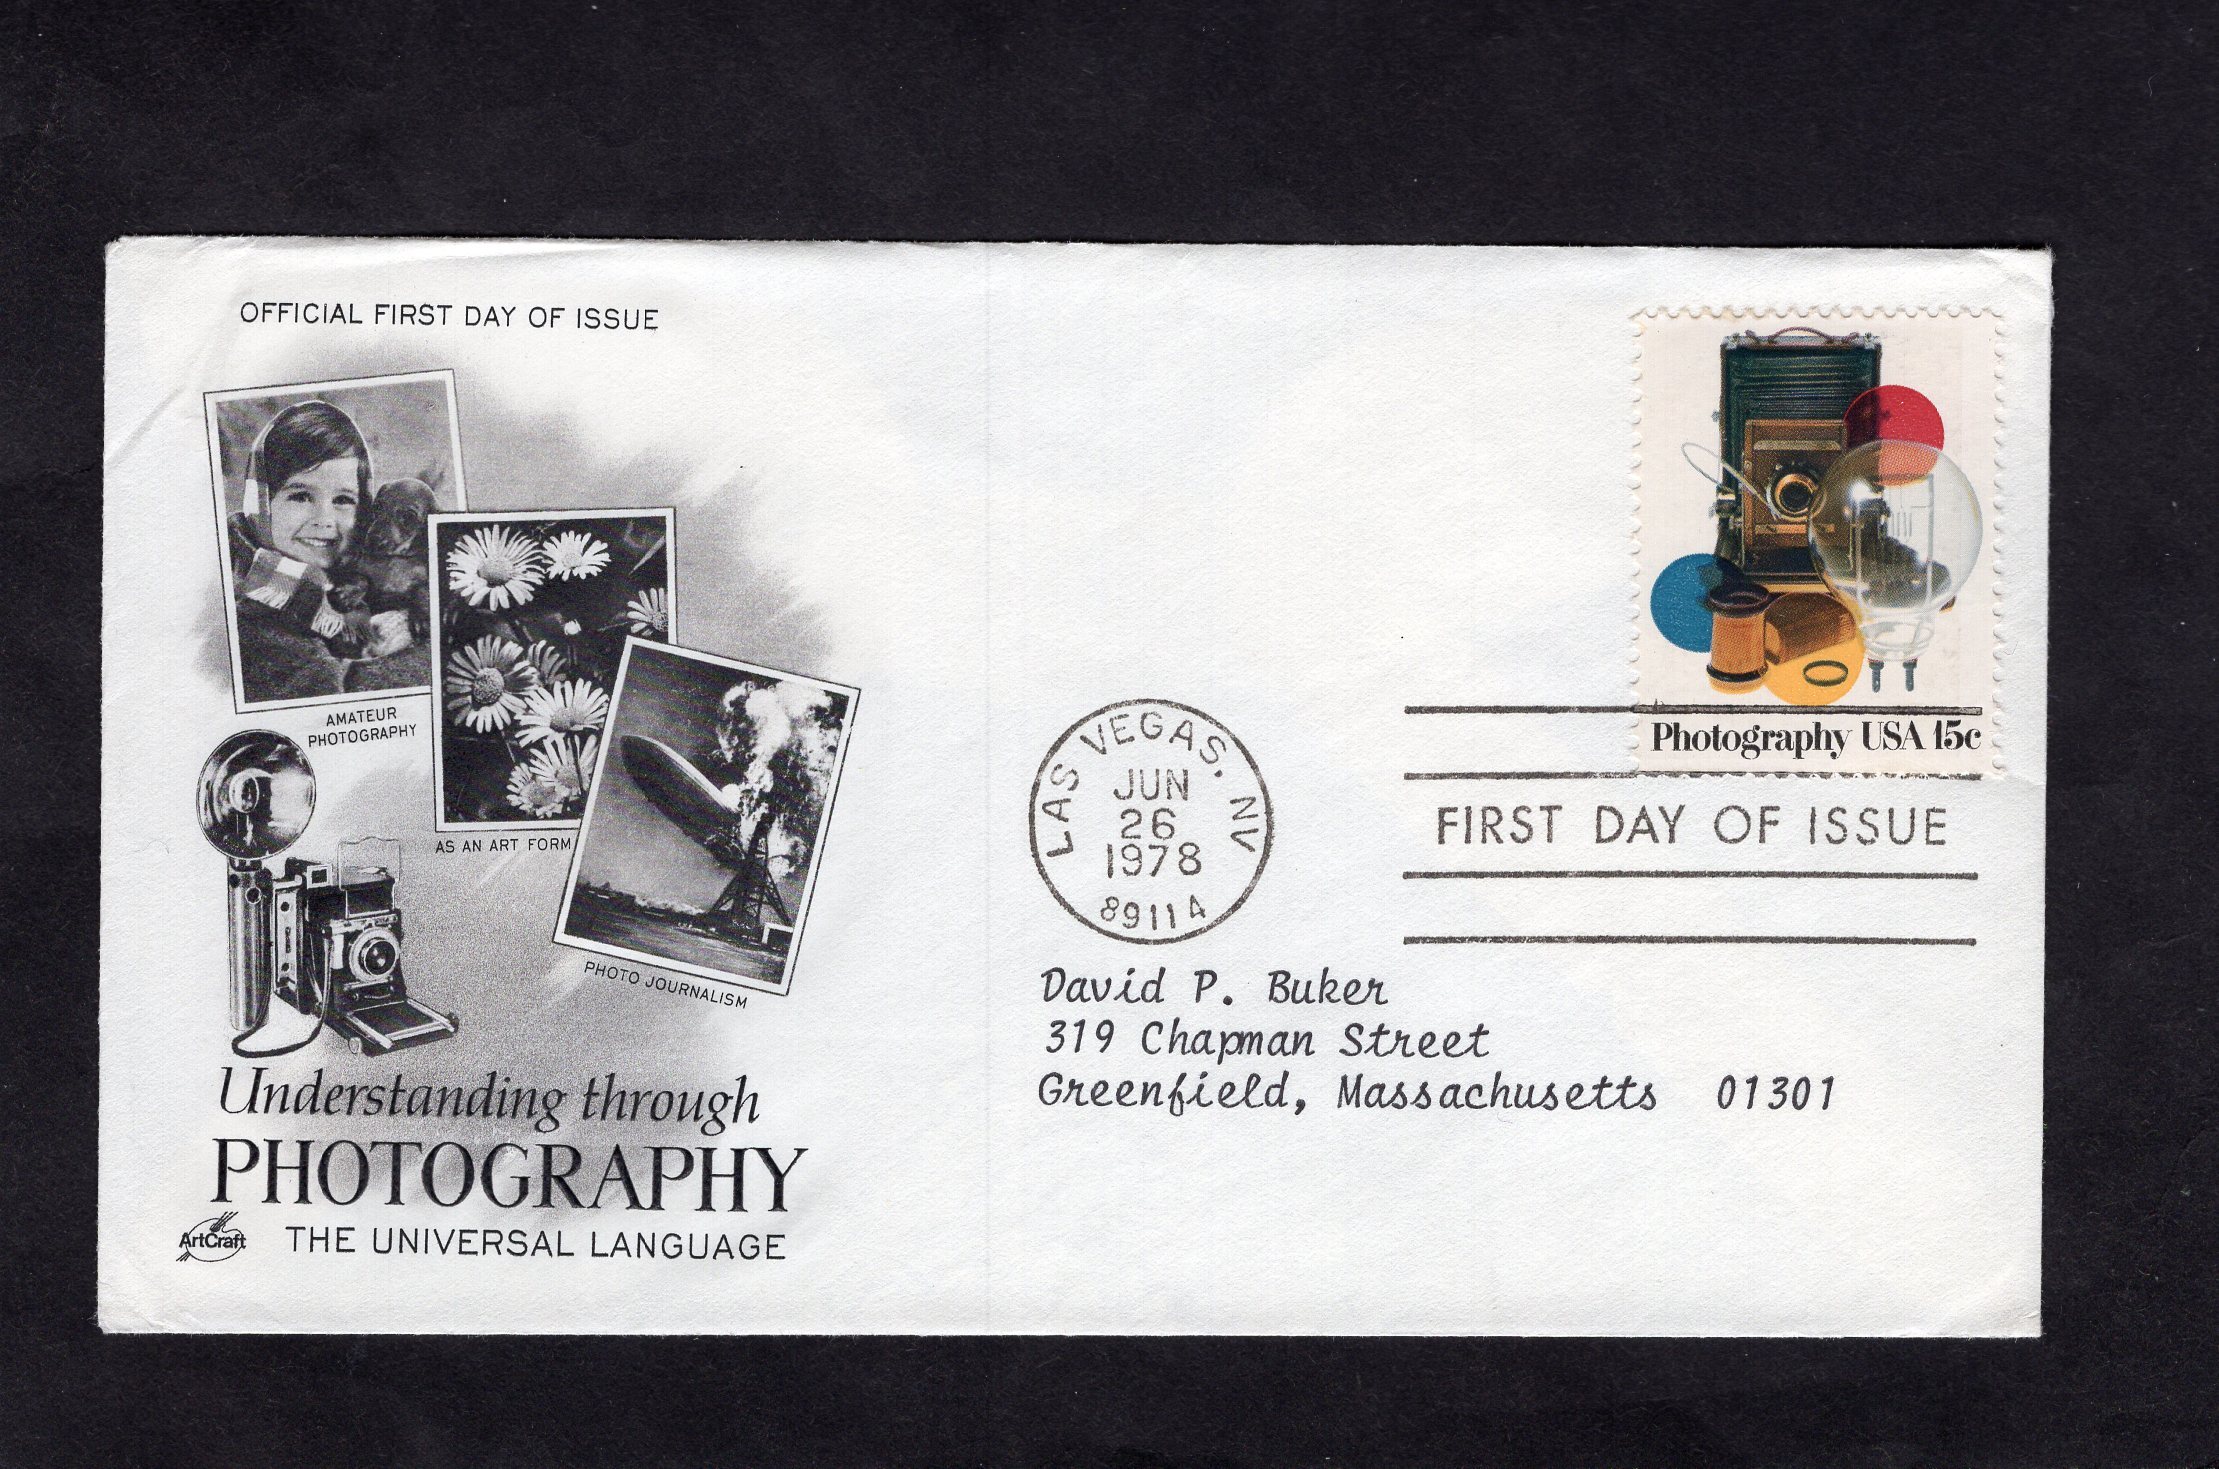 OFFICIAL FIRST DAY OF ISSUE
AMATEUR
PHOTOGRAPHY
AS AN ART FORM
PHOTO JOURNALISM
Understanding through
PHOTOGRAPHY
THE UNIVERSAL LANGUAGE
ArtCraft
Photography USA 15c
LAS VEGAS, NV
JUN
26
1978
89114
FIRST DAY OF ISSUE
David P. Buker
319 Chapman Street
Greenfield, Massachusetts 01301